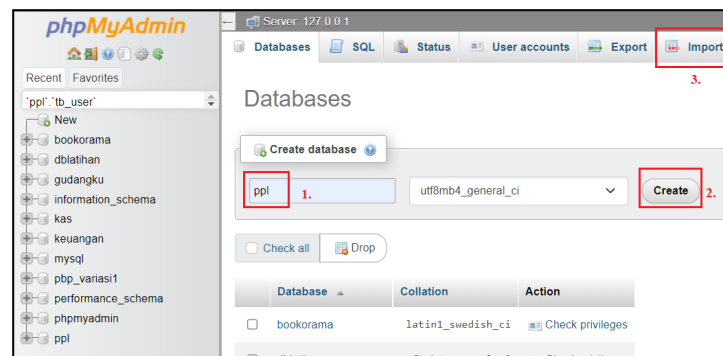 phpMyAdmin
Recent Favorites
`ppl`.`tb_user`
New
bookorama
dblatihan
gudangku
information_schema
kas
keuangan
mysql
pbp_variasi1
performance_schema
phpmyadmin
ppl
Server: 127.0.0.1
Databases SQL Status User accounts Export Import
3.
Databases
Create database
ppl 1. utf8mb4_general_ci Create 2.
Check all Drop
Database Collation Action
bookorama latin1_swedish_ci Check privileges